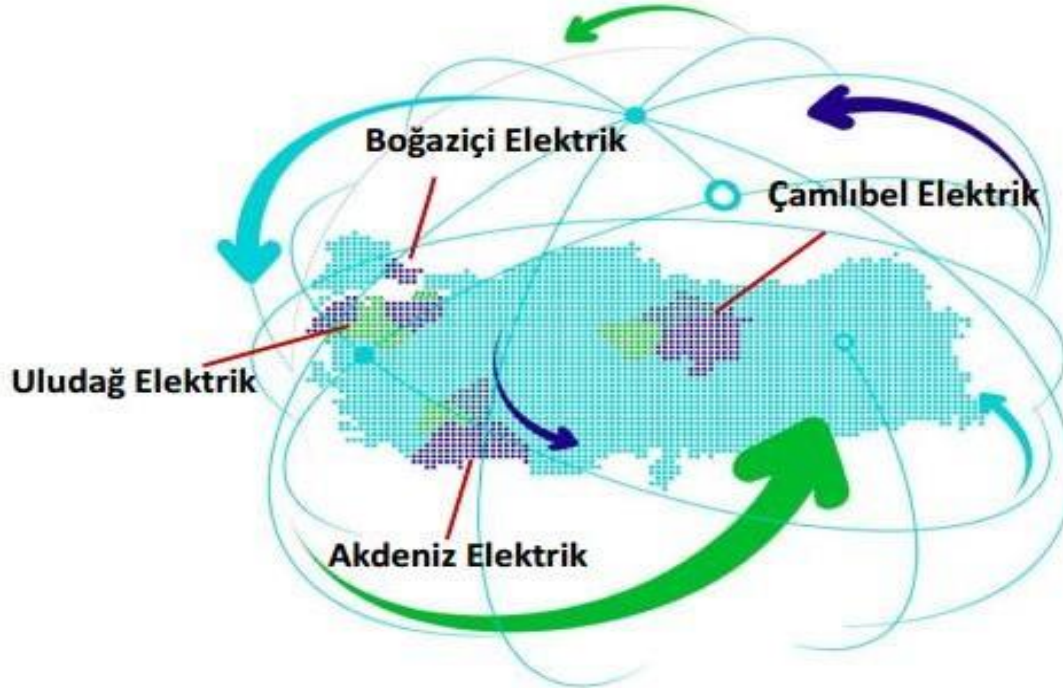 Boğaziçi Elektrik
Çamlıbel Elektrik
Uludağ Elektrik
Akdeniz Elektrik